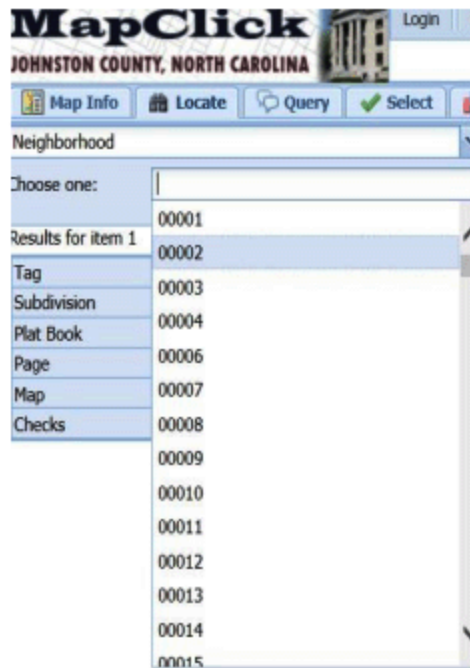 MapClick
Login
JOHNSTON COUNTY, NORTH CAROLINA
Map Info Locate Query Select
Neighborhood
Choose one:
00001
Results for item 1
00002
Tag
00003
Subdivision
00004
Plat Book
Page
00006
Map
00007
Checks
00008
00009
00010
00011
00012
00013
00014
00015